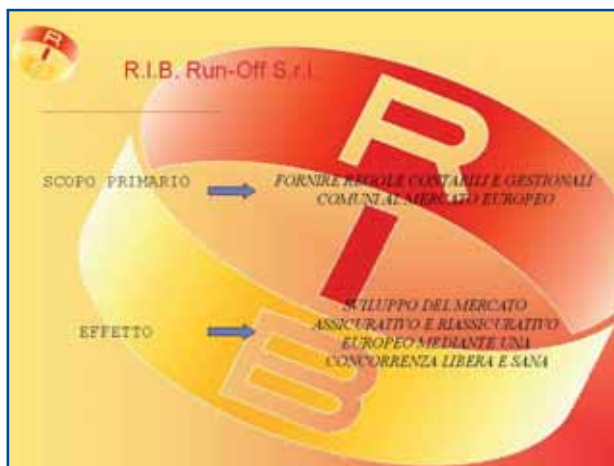 R.I.B. Run-Off S.r.l.
SCOPO PRIMARIO
FORNIRE REGOLE CONTABILI E GESTIONALI
COMUNI AL MERCATO EUROPEO
EFFETTO
SVILUPPO DEL MERCATO
ASSICURATIVO E RIASSICURATIVO
EUROPEO MEDIANTE UNA
CONCORRENZA LIBERA E SANA
R
I
B